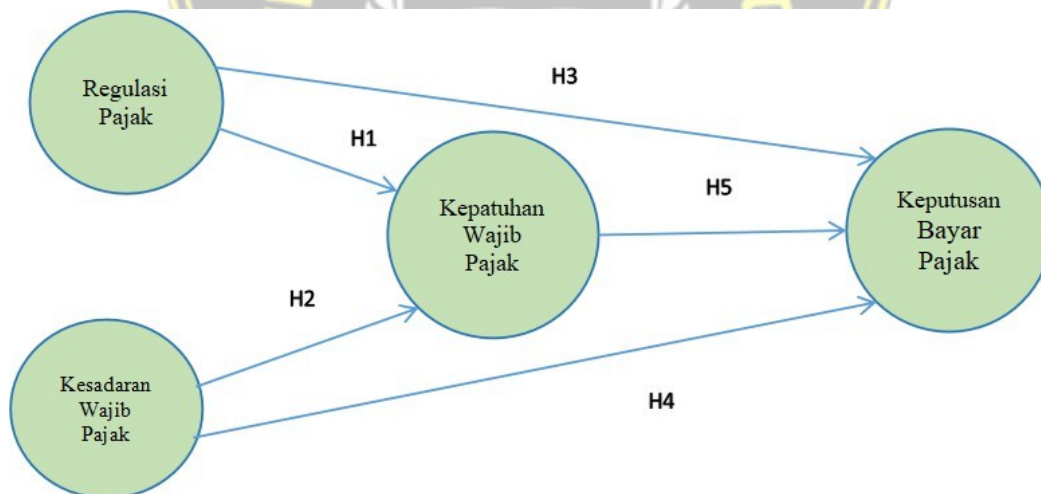 Regulasi
Pajak
H3
H1
Kepatuhan
Wajib
Pajak
H5
Keputusan
Bayar
Pajak
H2
Kesadaran
Wajib
Pajak
H4